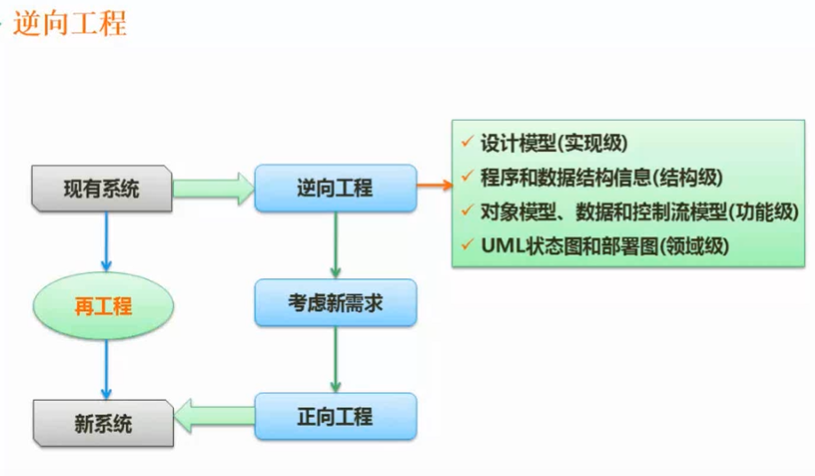 逆向工程
现有系统
逆向工程
设计模型(实现级)
程序和数据结构信息(结构级)
对象模型、数据和控制流模型(功能级)
UML状态图和部署图(领域级)
再工程
考虑新需求
新系统
正向工程